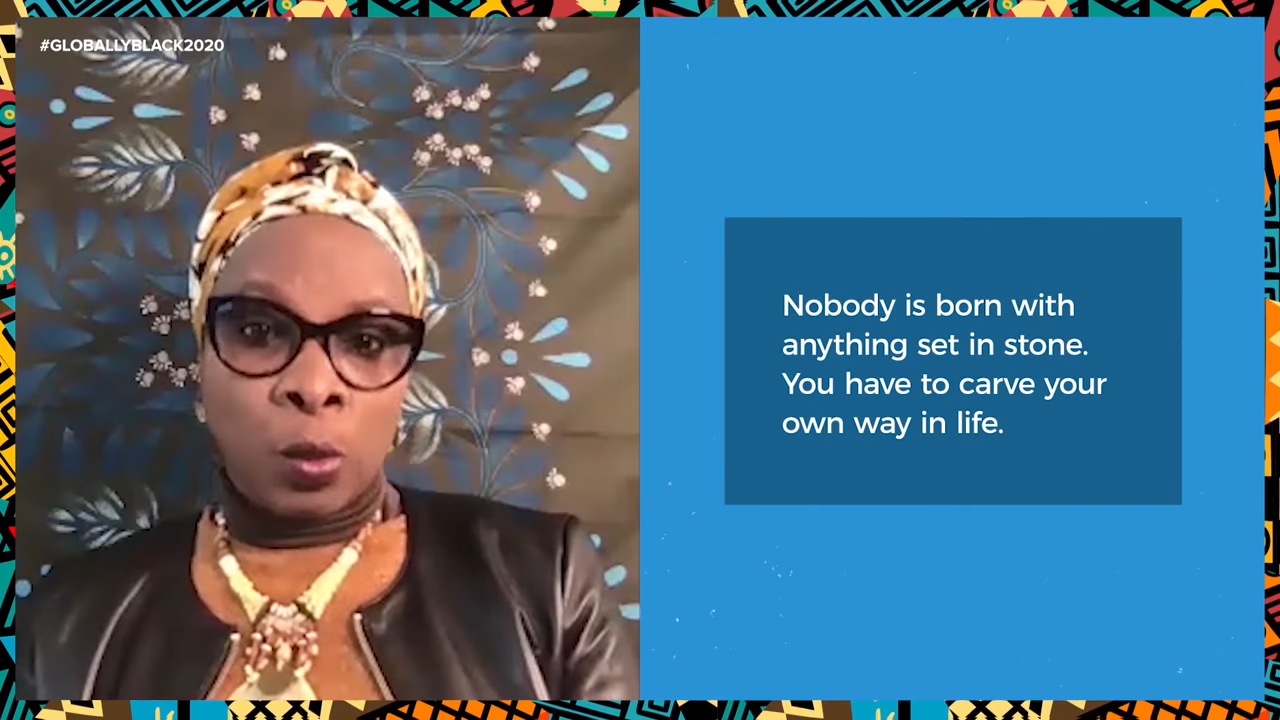 #GLOBALLYBLACK2020
Nobody is born with
anything set in stone.
You have to carve your
own way in life.